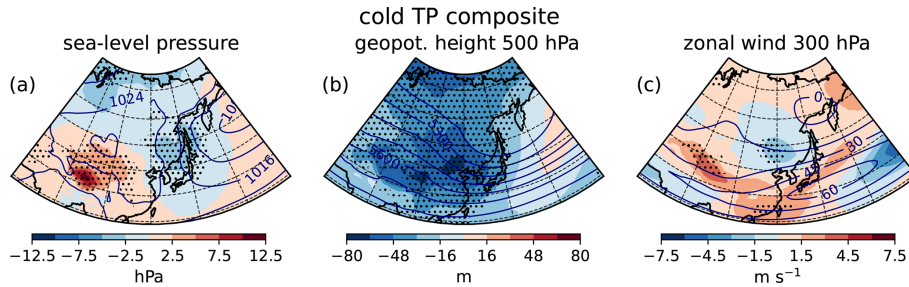 cold TP composite
sea-level pressure
geopot. height 500 hPa
zonal wind 300 hPa
(a)
(b)
(c)
1024
1016
5600
5300
0
30
45
60
−12.5 −7.5 −2.5 2.5 7.5 12.5
hPa
−80 −48 −16 16 48 80
m
−7.5 −4.5 −1.5 1.5 4.5 7.5
m s⁻¹